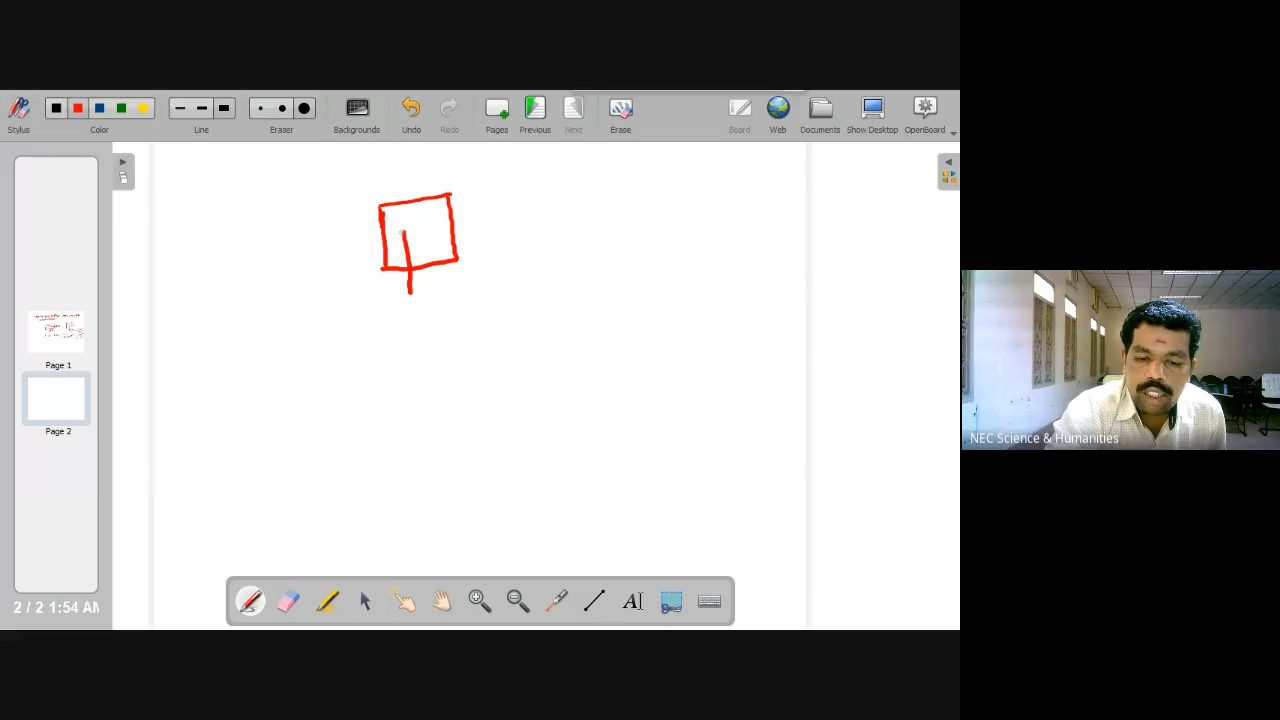 Stylus
Color
Line
Eraser
Backgrounds
Undo
Redo
Pages
Previous
Next
Erase
Board
Web
Documents
Show Desktop
OpenBoard
Page 1
Page 2
2 / 2 1:54 AM
A
NEC Science & Humanities